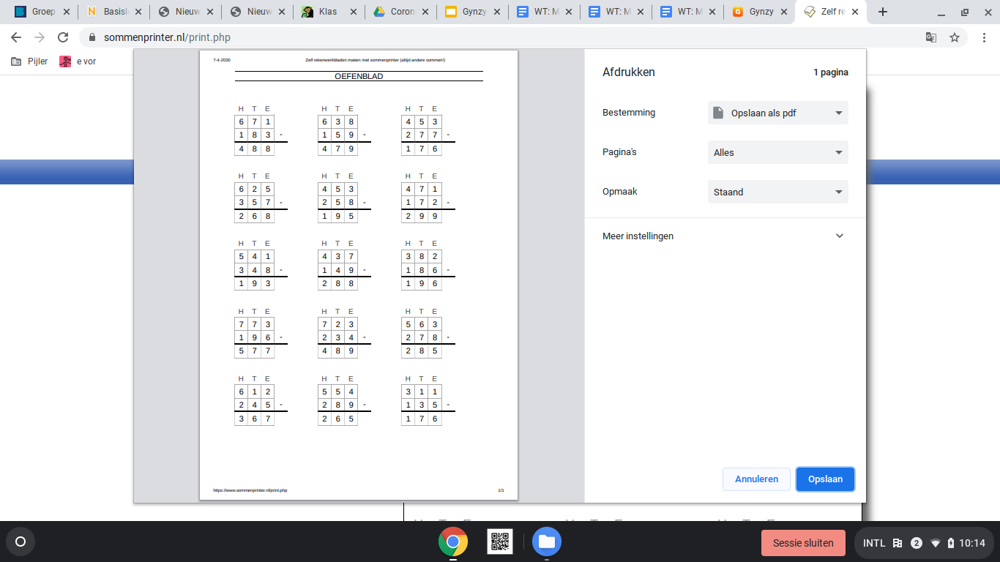 Groep
Basis
Nieuw
Nieuw
Klas
Coron
Gynzy
WT: M
WT: M
WT: M
Gynzy
Zelf re
sommenprinter.nl/print.php
Pijler
e vor
7-4-2020 Zelf rekenwerkbladen maken met sommenprinter (altijd andere sommen!)
OEFENBLAD
H T E H T E H T E
6 7 1 6 3 8 4 5 3
1 8 3 - 1 5 9 - 2 7 7 -
4 8 8 4 7 9 1 7 6
H T E H T E H T E
6 2 5 4 5 3 4 7 1
3 5 7 - 2 5 8 - 1 7 2 -
2 6 8 1 9 5 2 9 9
H T E H T E H T E
5 4 1 4 3 7 3 8 2
3 4 8 - 1 4 9 - 1 8 6 -
1 9 3 2 8 8 1 9 6
H T E H T E H T E
7 7 3 7 2 3 5 6 3
1 9 6 - 2 3 4 - 2 7 8 -
5 7 7 4 8 9 2 8 5
H T E H T E H T E
6 1 2 5 5 4 3 1 1
2 4 5 - 2 8 9 - 1 3 5 -
3 6 7 2 6 5 1 7 6
https://www.sommenprinter.nl/print.php 1/1
Afdrukken 1 pagina
Bestemming Opslaan als pdf
Pagina's Alles
Opmaak Staand
Meer instellingen
Annuleren Opslaan
Sessie sluiten
INTL 2 10:14